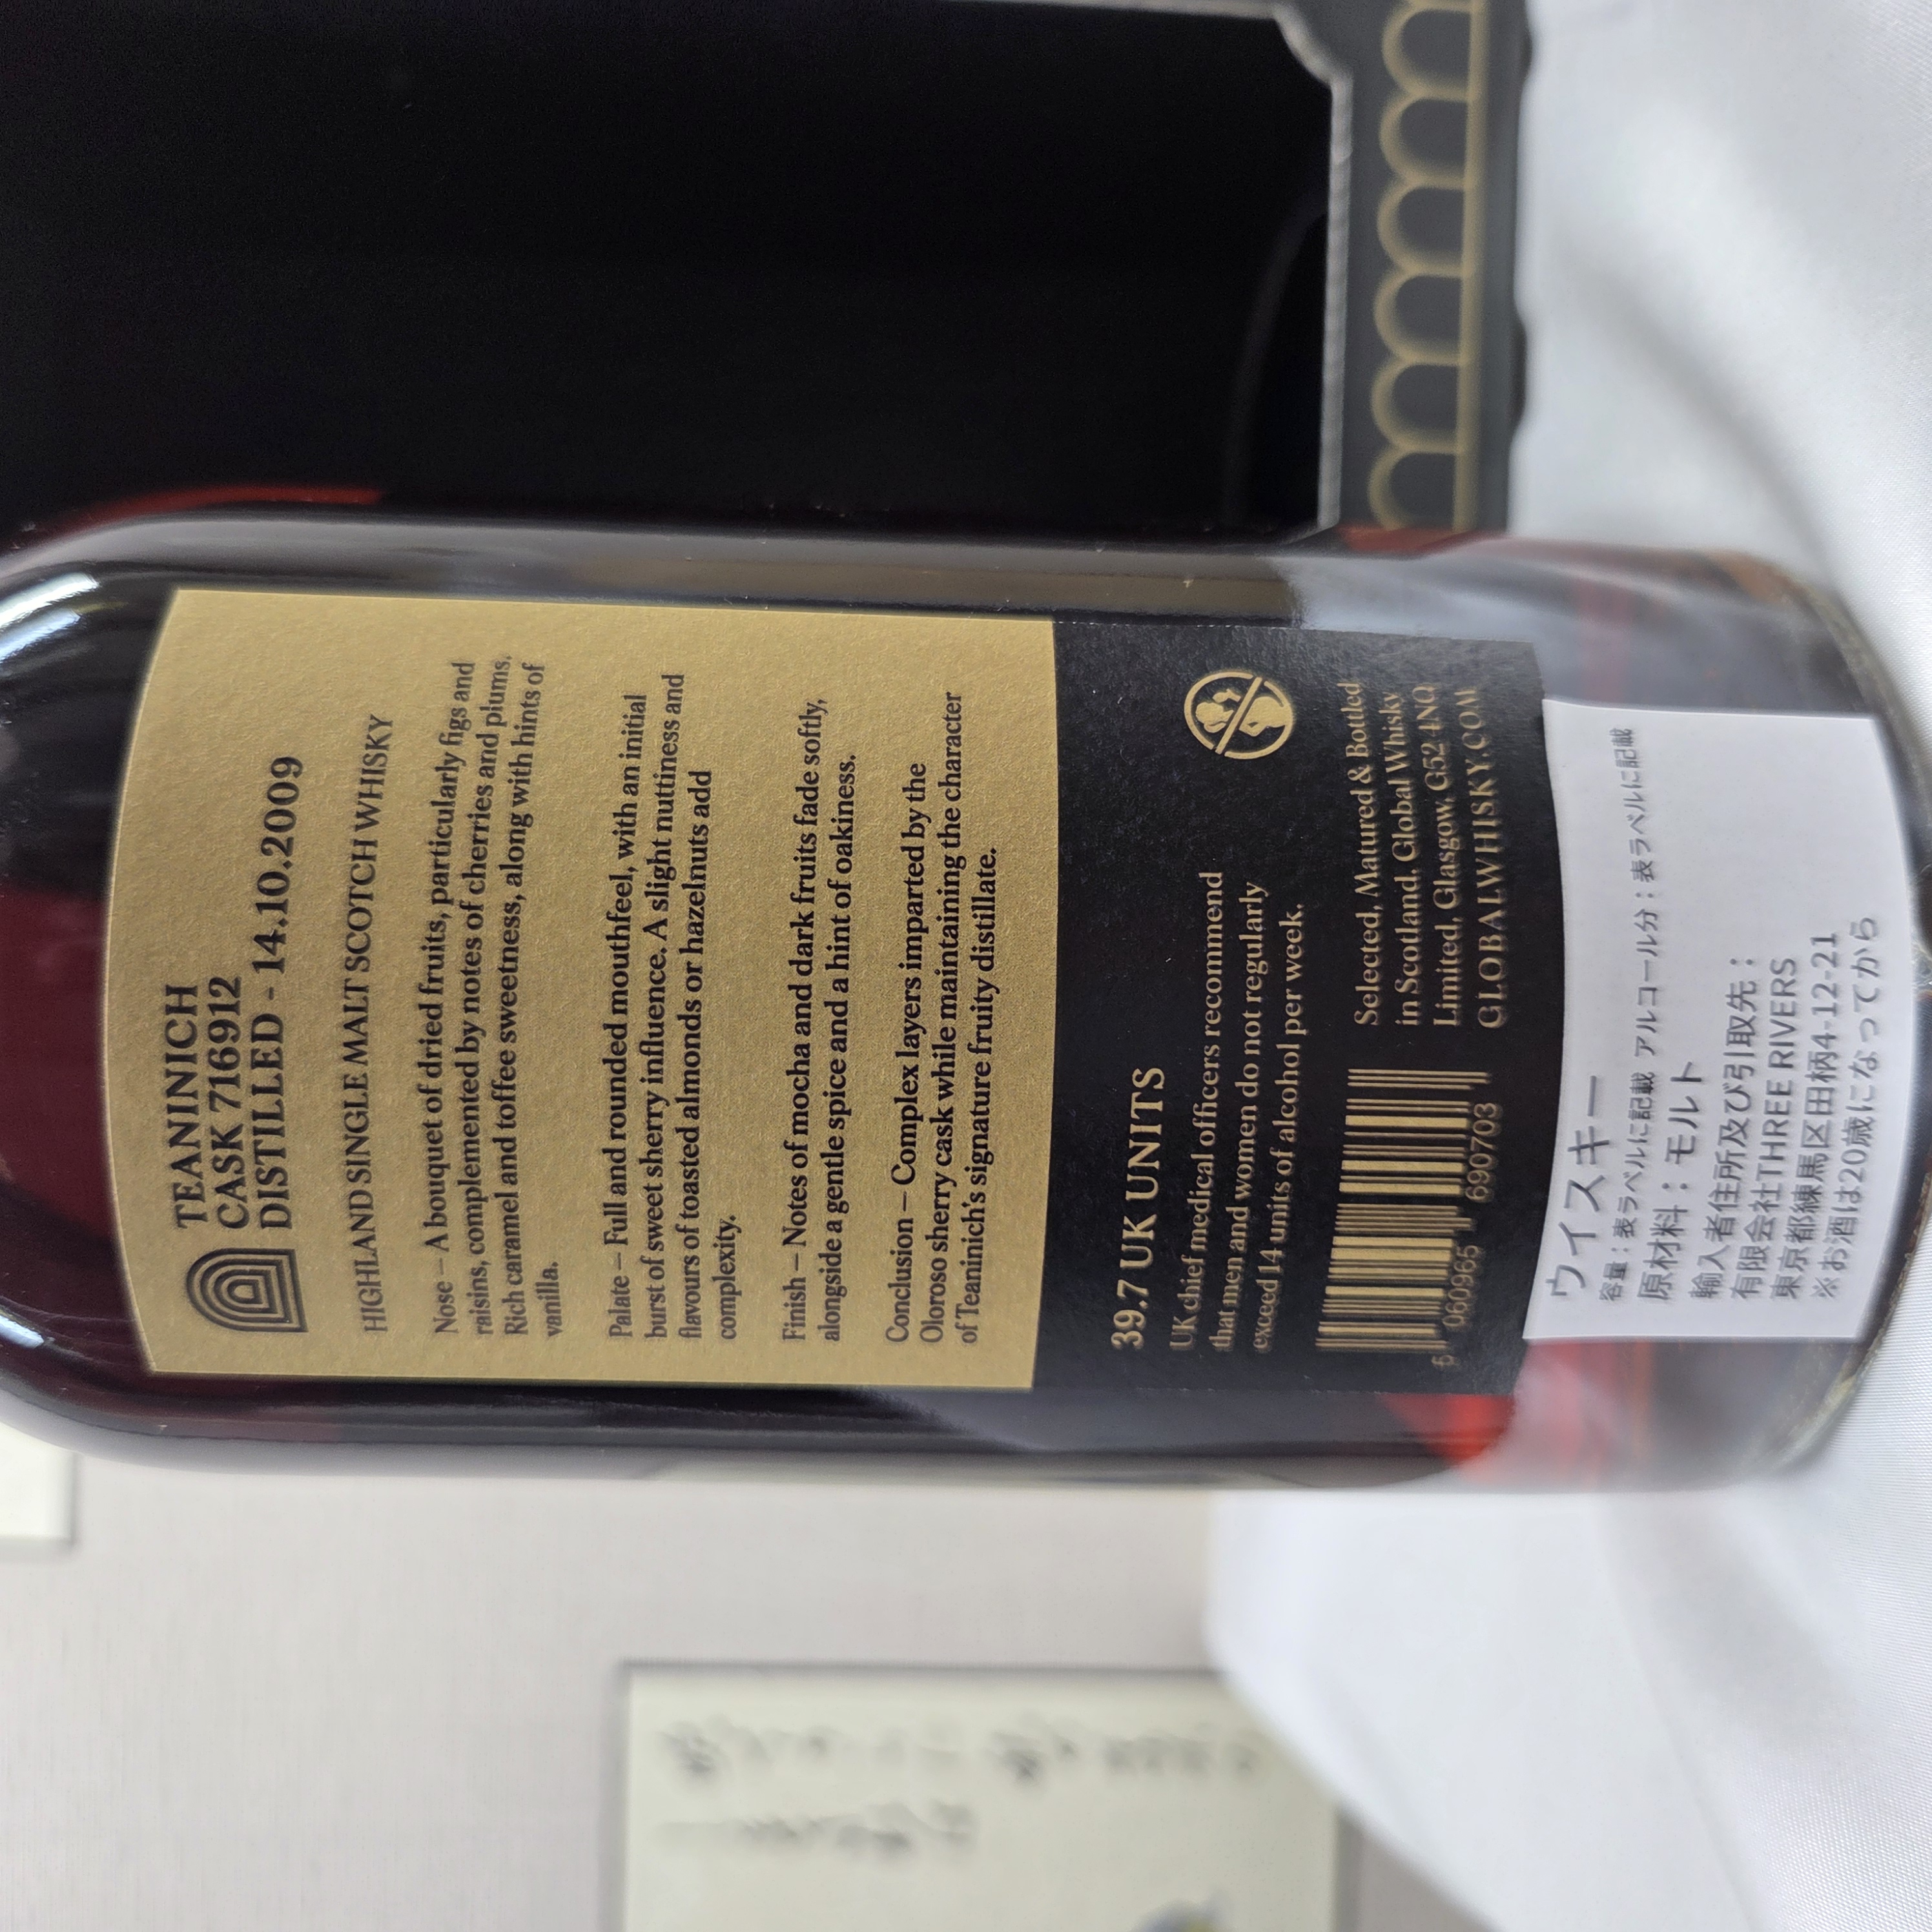 TEANINICH
CASK 716912
DISTILLED - 14.10.2009
HIGHLAND SINGLE MALT SCOTCH WHISKY
Nose – A bouquet of dried fruits, particularly figs and
raisins, complemented by notes of cherries and plums.
Rich caramel and toffee sweetness, along with hints of
vanilla.
Palate – Full and rounded mouthfeel, with an initial
burst of sweet sherry influence. A slight nuttiness and
flavours of toasted almonds or hazelnuts add
complexity.
Finish – Notes of mocha and dark fruits fade softly,
alongside a gentle spice and a hint of oakiness.
Conclusion – Complex layers imparted by the
Oloroso sherry cask while maintaining the character
of Teaninich's signature fruity distillate.
39.7 UK UNITS
UK chief medical officers recommend
that men and women do not regularly
exceed 14 units of alcohol per week.
5 060965 690703
Selected, Matured & Bottled
in Scotland. Global Whisky
Limited, Glasgow, G52 4NQ
GLOBALWHISKY.COM
ウイスキー
容量：表ラベルに記載 アルコール分：表ラベルに記載
原材料：モルト
輸入者住所及び引取先：
有限会社THREE RIVERS
東京都練馬区田柄4-12-21
※お酒は20歳になってから